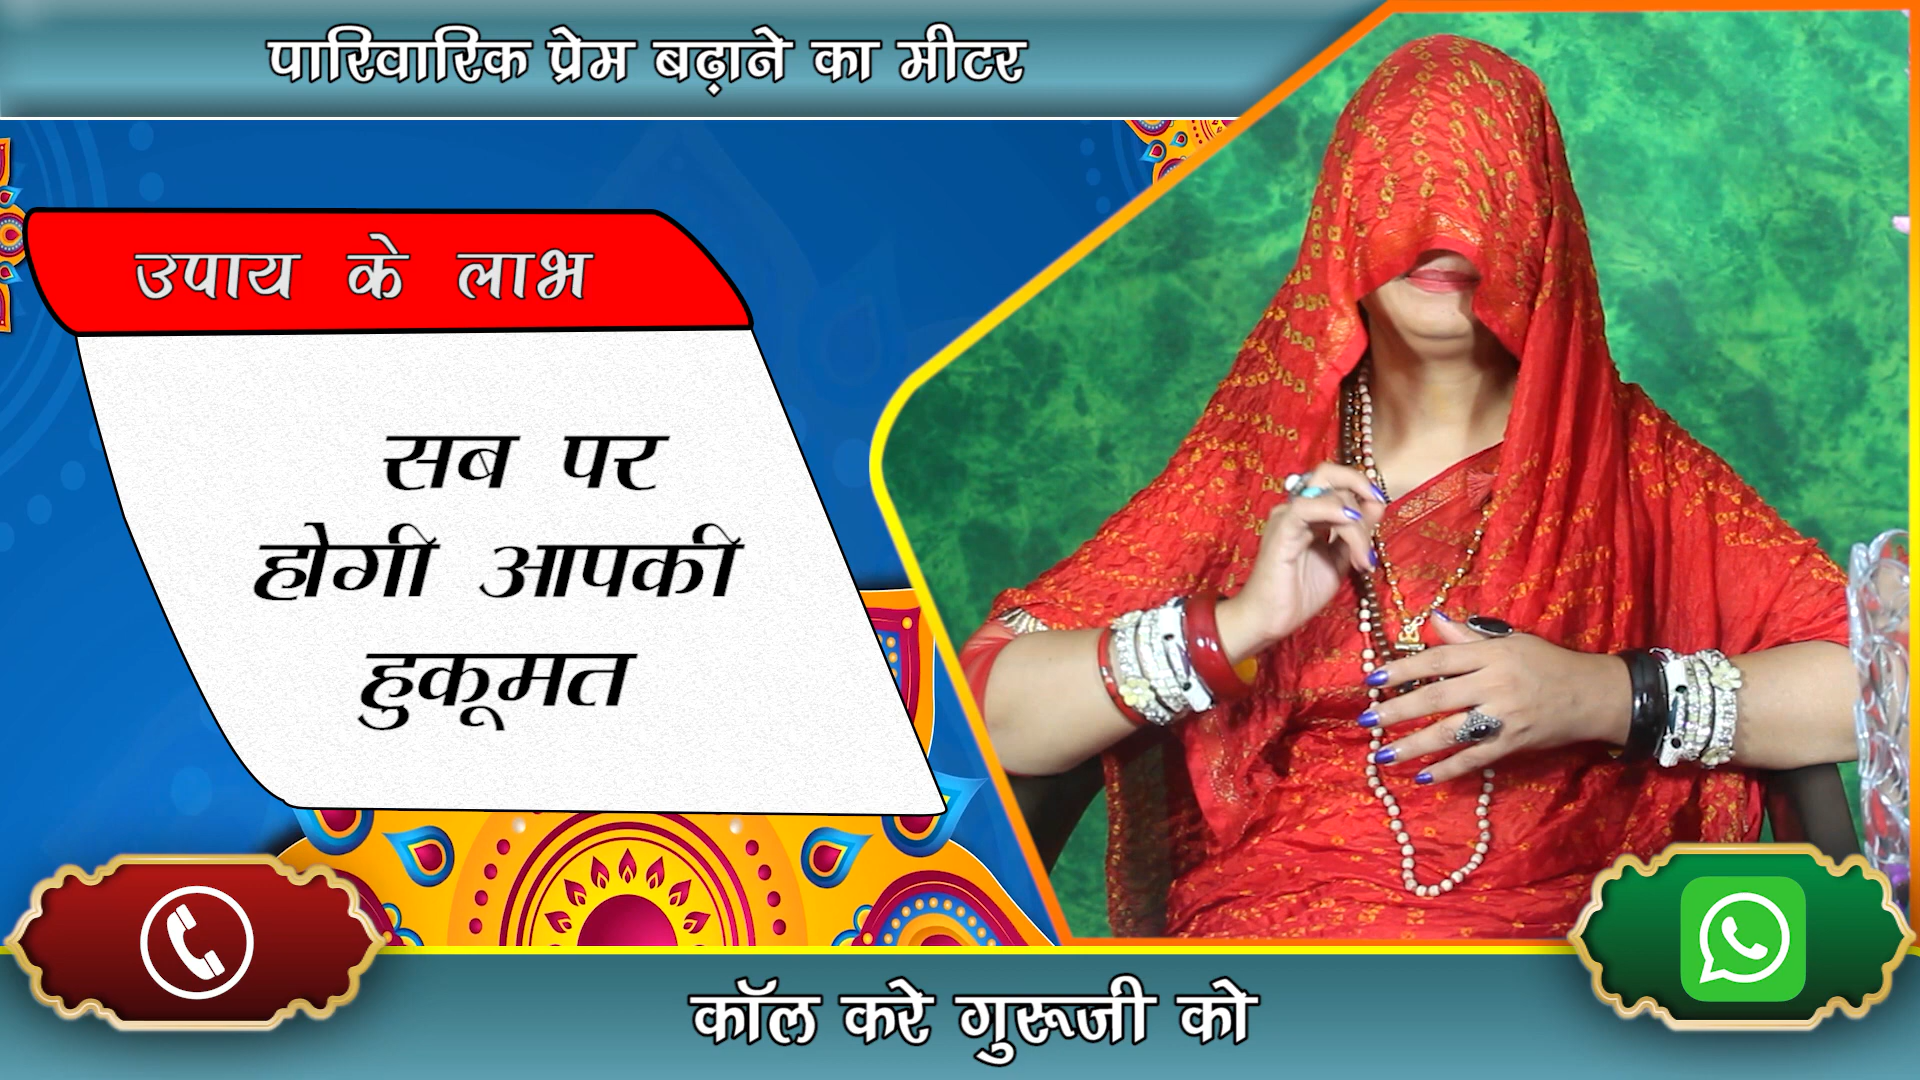 पारिवारिक प्रेम बढ़ाने का मीटर
उपाय के लाभ
सब पर
होगी आपकी
हुकूमत
कॉल करे गुरूजी को